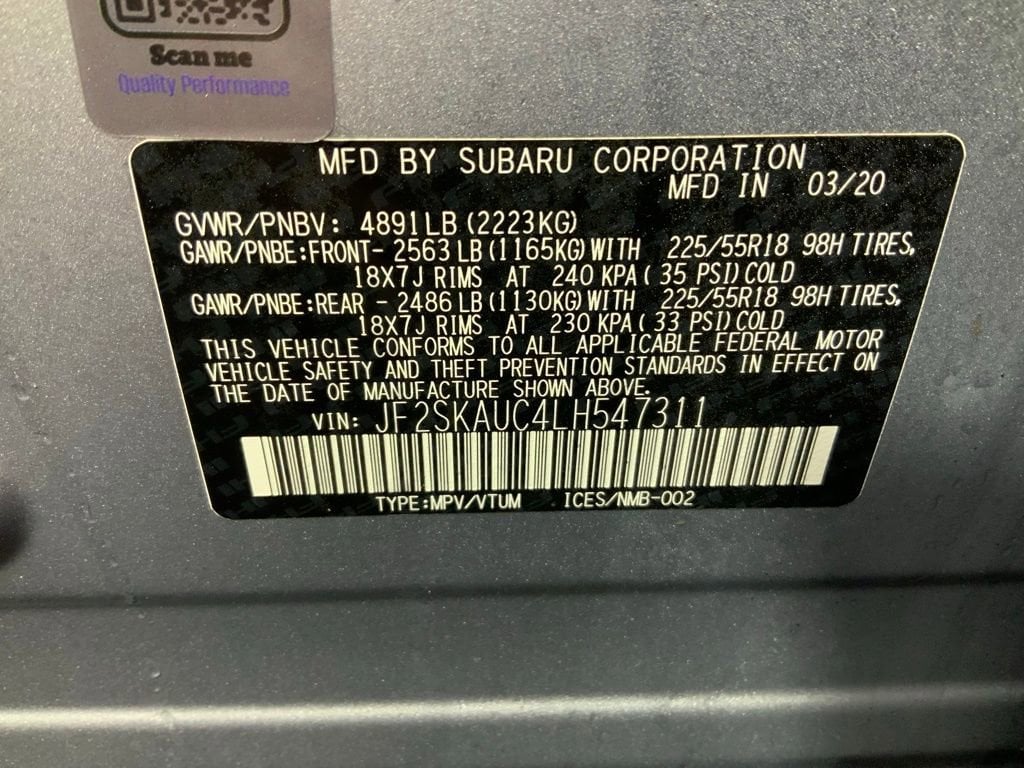 Scan me
Quality Performance
MFD BY SUBARU CORPORATION
MFD IN 03/20
GVWR/PNBV: 4891LB (2223KG)
GAWR/PNBE:FRONT- 2563 LB (1165KG) WITH 225/55R18 98H TIRES,
18X7J RIMS AT 240 KPA ( 35 PSI) COLD
GAWR/PNBE:REAR - 2486 LB (1130KG) WITH 225/55R18 98H TIRES,
18X7J RIMS AT 230 KPA ( 33 PSI) COLD
THIS VEHICLE CONFORMS TO ALL APPLICABLE FEDERAL MOTOR
VEHICLE SAFETY AND THEFT PREVENTION STANDARDS IN EFFECT ON
THE DATE OF MANUFACTURE SHOWN ABOVE.
VIN: JF2SKAUC4LH547311
TYPE:MPV/VTUM ICES/NMB-002